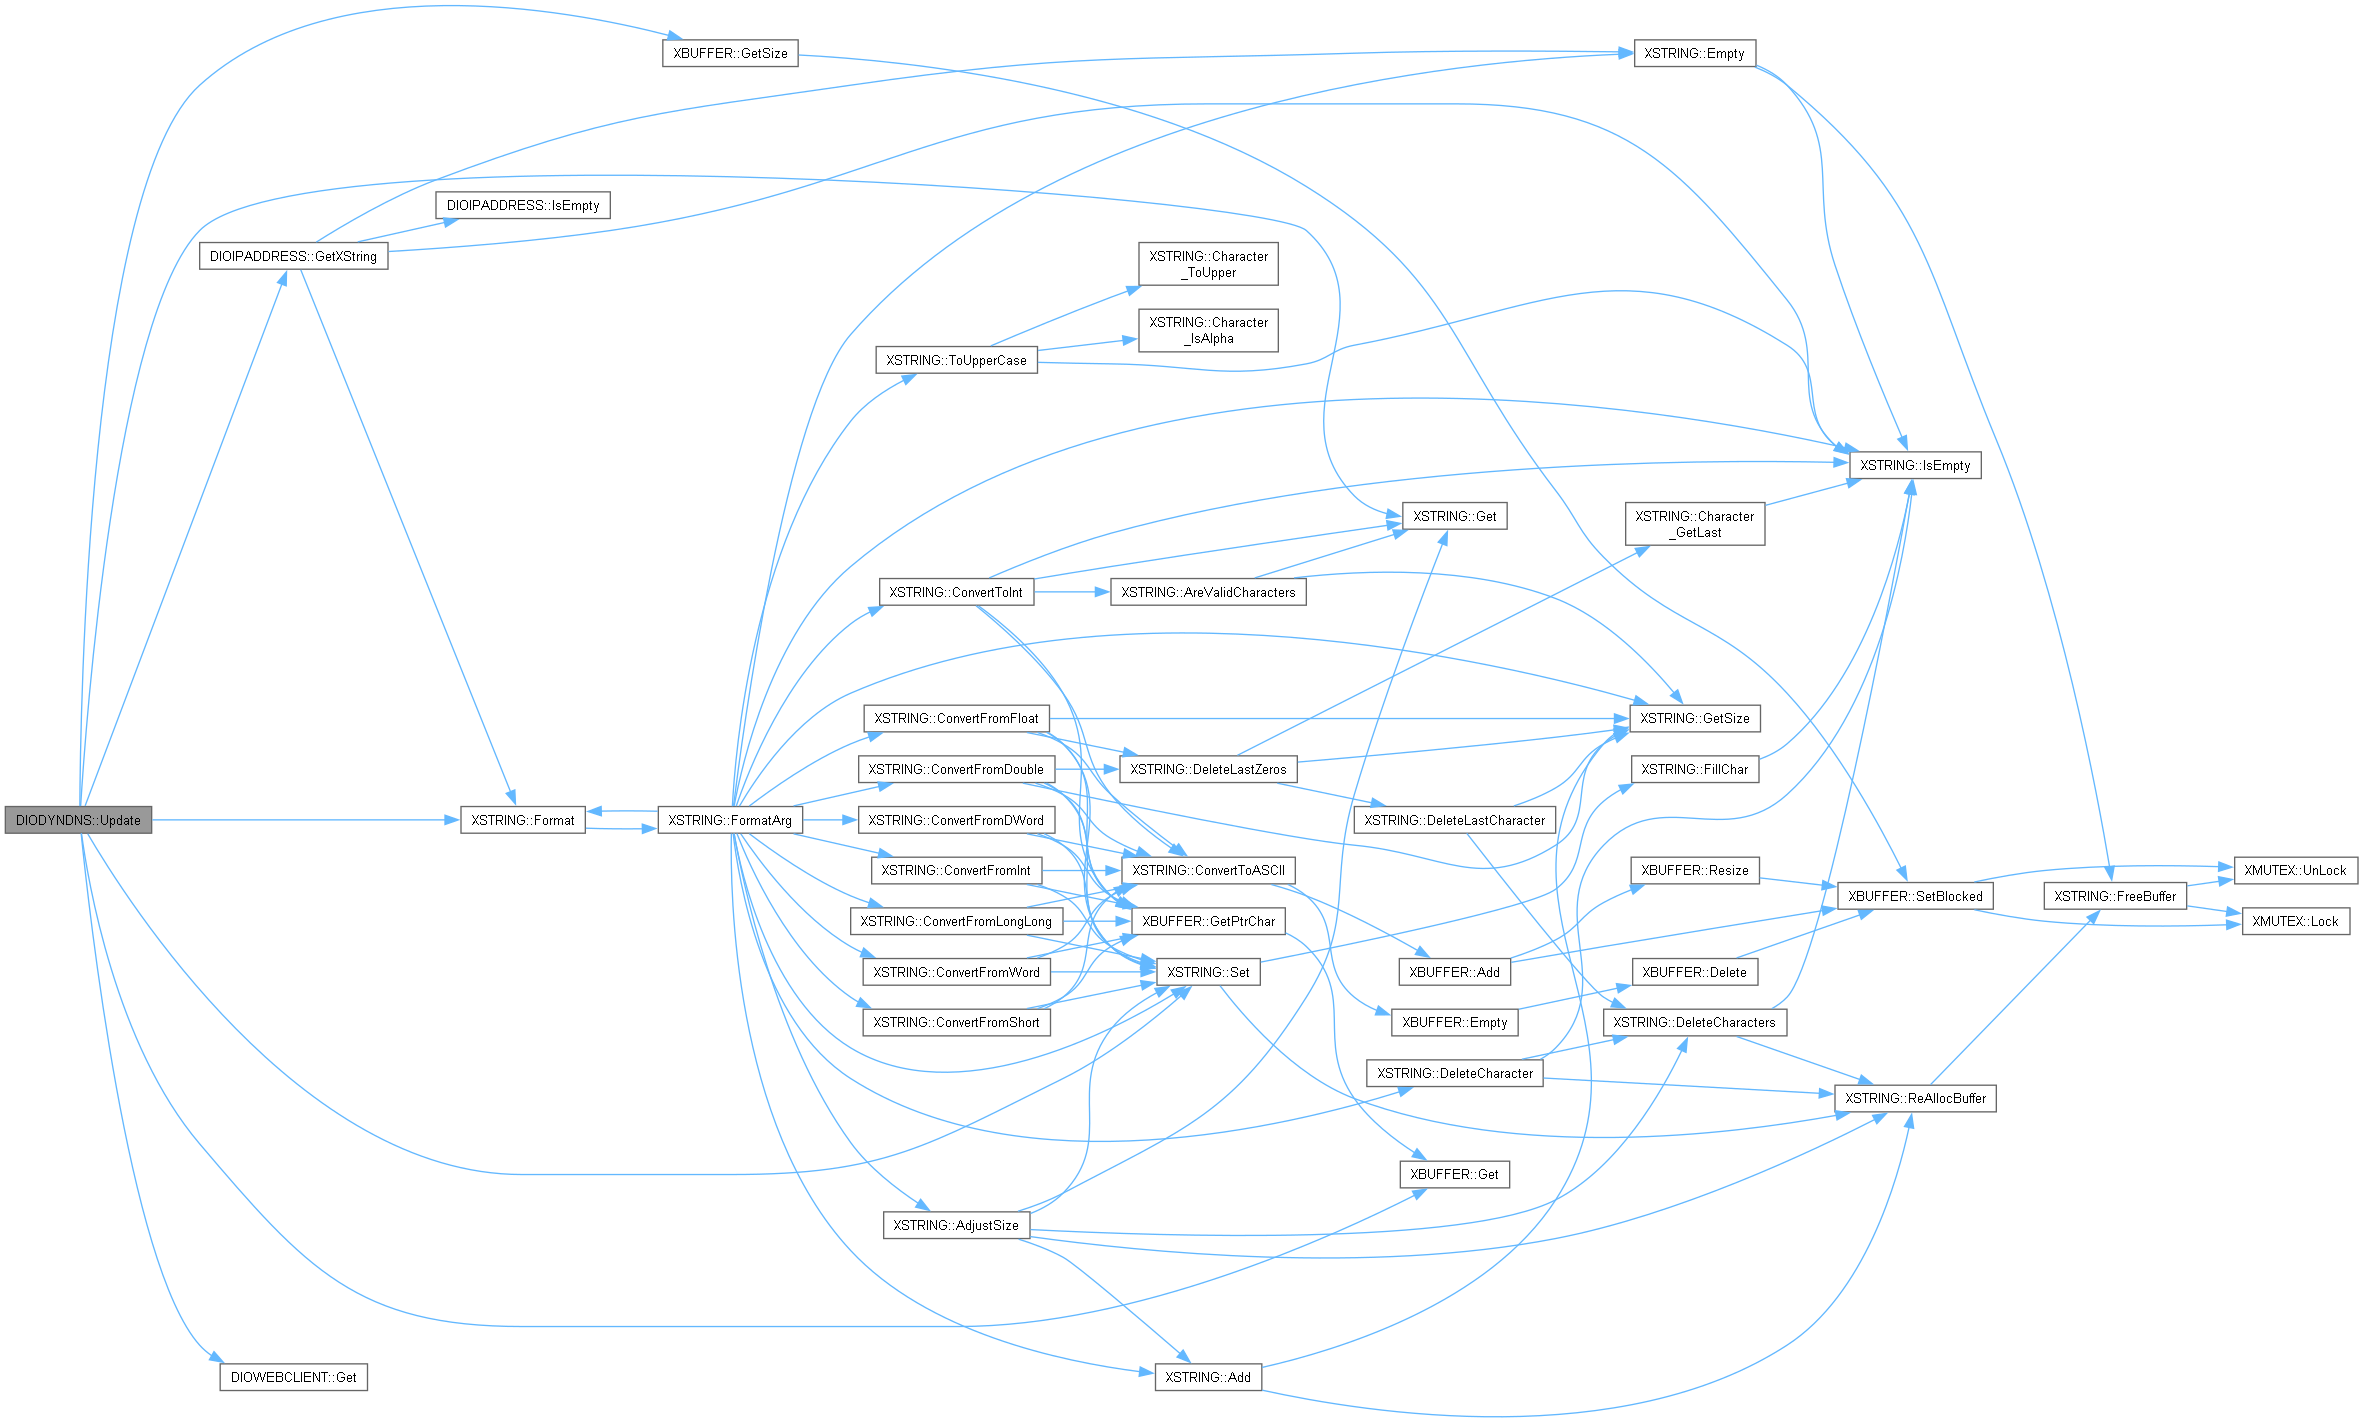 XBUFFER::GetSize
XSTRING::Empty
DIOIPADDRESS::IsEmpty
DIOIPADDRESS::GetXString
XSTRING::Character
_ToUpper
XSTRING::Character
_IsAlpha
XSTRING::ToUpperCase
XSTRING::IsEmpty
XSTRING::Get
XSTRING::Character
_GetLast
XSTRING::ConvertToInt
XSTRING::AreValidCharacters
XSTRING::ConvertFromFloat
XSTRING::GetSize
XSTRING::ConvertFromDouble
XSTRING::DeleteLastZeros
XSTRING::FillChar
DIODYNDNS::Update
XSTRING::Format
XSTRING::FormatArg
XSTRING::ConvertFromDWord
XSTRING::DeleteLastCharacter
XSTRING::ConvertFromInt
XSTRING::ConvertToASCII
XBUFFER::Resize
XMUTEX::UnLock
XBUFFER::SetBlocked
XSTRING::FreeBuffer
XSTRING::ConvertFromLongLong
XBUFFER::GetPtrChar
XMUTEX::Lock
XSTRING::ConvertFromWord
XSTRING::Set
XBUFFER::Add
XBUFFER::Delete
XSTRING::ConvertFromShort
XBUFFER::Empty
XSTRING::DeleteCharacters
XSTRING::DeleteCharacter
XSTRING::ReAllocBuffer
XBUFFER::Get
XSTRING::AdjustSize
DIOWEBCLIENT::Get
XSTRING::Add